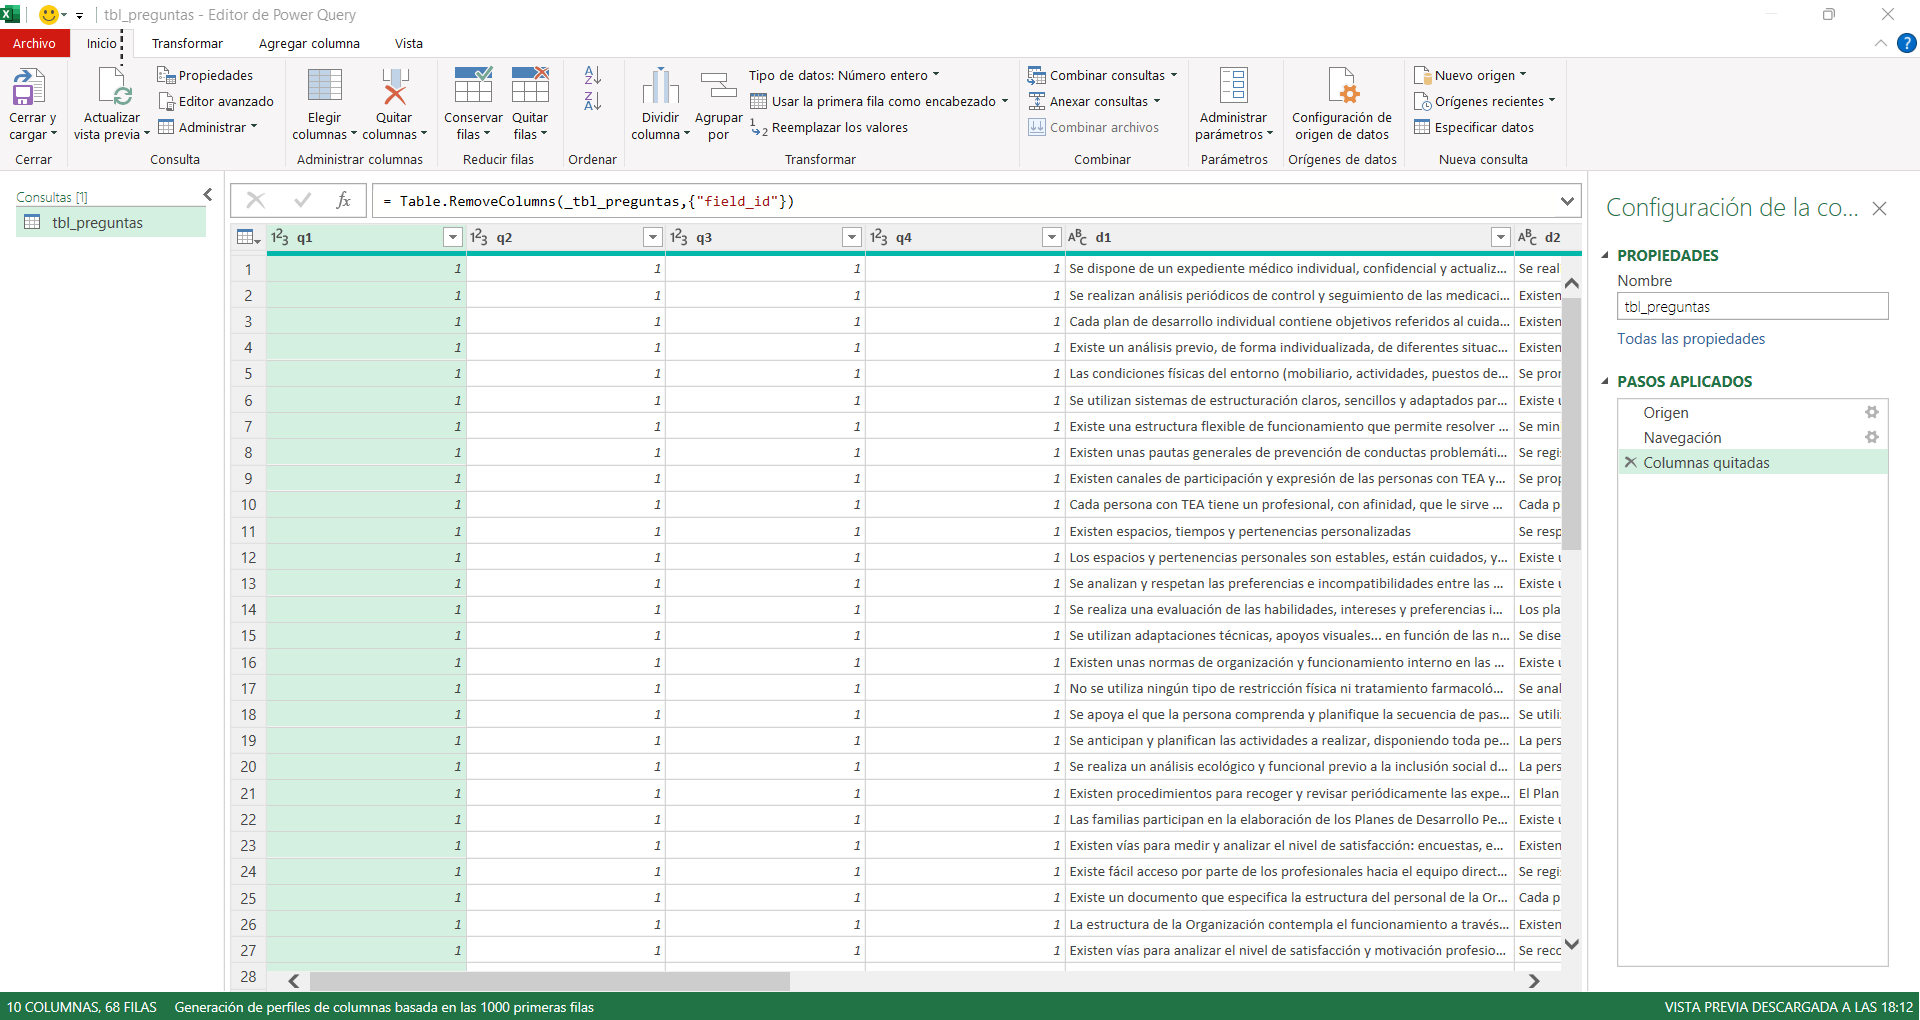 tbl_preguntas - Editor de Power Query
Archivo Inicio Transformar Agregar columna Vista
Cerrar y cargar
Cerrar
Actualizar vista previa
Propiedades
Editor avanzado
Administrar
Consulta
Elegir columnas
Quitar columnas
Administrar columnas
Conservar filas
Quitar filas
Reducir filas
Ordenar
Dividir columna
Agrupar por
Tipo de datos: Número entero
Usar la primera fila como encabezado
Reemplazar los valores
Transformar
Combinar consultas
Anexar consultas
Combinar archivos
Combinar
Administrar parámetros
Parámetros
Configuración de origen de datos
Orígenes de datos
Nuevo origen
Orígenes recientes
Especificar datos
Nueva consulta
Consultas [1]
tbl_preguntas
= Table.RemoveColumns(_tbl_preguntas,{"field_id"})
q1 q2 q3 q4 d1 d2
1 1 1 1 1 Se dispone de un expediente médico individual, confidencial y actualiz... Se real
2 1 1 1 1 Se realizan análisis periódicos de control y seguimiento de las medicaci... Existen
3 1 1 1 1 Cada plan de desarrollo individual contiene objetivos referidos al cuida... Existen
4 1 1 1 1 Existe un análisis previo, de forma individualizada, de diferentes situac... Existen
5 1 1 1 1 Las condiciones físicas del entorno (mobiliario, actividades, puestos de... Se pro
6 1 1 1 1 Se utilizan sistemas de estructuración claros, sencillos y adaptados par... Existe
7 1 1 1 1 Existe una estructura flexible de funcionamiento que permite resolver ... Se min
8 1 1 1 1 Existen unas pautas generales de prevención de conductas problemáti... Se regi
9 1 1 1 1 Existen canales de participación y expresión de las personas con TEA y... Se prop
10 1 1 1 1 Cada persona con TEA tiene un profesional, con afinidad, que le sirve ... Cada p
11 1 1 1 1 Existen espacios, tiempos y pertenencias personalizadas Se resp
12 1 1 1 1 Los espacios y pertenencias personales son estables, están cuidados, y... Existe
13 1 1 1 1 Se analizan y respetan las preferencias e incompatibilidades entre las ... Existe
14 1 1 1 1 Se realiza una evaluación de las habilidades, intereses y preferencias i... Los pla
15 1 1 1 1 Se utilizan adaptaciones técnicas, apoyos visuales... en función de las n... Se dise
16 1 1 1 1 Existen unas normas de organización y funcionamiento interno en las ... Existe
17 1 1 1 1 No se utiliza ningún tipo de restricción física ni tratamiento farmacoló... Se anal
18 1 1 1 1 Se apoya el que la persona comprenda y planifique la secuencia de pas... Se utili
19 1 1 1 1 Se anticipan y planifican las actividades a realizar, disponiendo toda pe... La pers
20 1 1 1 1 Se realiza un análisis ecológico y funcional previo a la inclusión social d... La pers
21 1 1 1 1 Existen procedimientos para recoger y revisar periódicamente las expe... El Plan
22 1 1 1 1 Las familias participan en la elaboración de los Planes de Desarrollo Pe... Existe
23 1 1 1 1 Existen vías para medir y analizar el nivel de satisfacción: encuestas, e... Existen
24 1 1 1 1 Existe fácil acceso por parte de los profesionales hacia el equipo direct... Se regi
25 1 1 1 1 Existe un documento que especifica la estructura del personal de la Or... Cada p
26 1 1 1 1 La estructura de la Organización contempla el funcionamiento a través... Existen
27 1 1 1 1 Existen vías para analizar el nivel de satisfacción y motivación profesio... Se reco
28
Configuración de la co...
PROPIEDADES
Nombre
tbl_preguntas
Todas las propiedades
PASOS APLICADOS
Origen
Navegación
Columnas quitadas
10 COLUMNAS, 68 FILAS Generación de perfiles de columnas basada en las 1000 primeras filas
VISTA PREVIA DESCARGADA A LAS 18:12